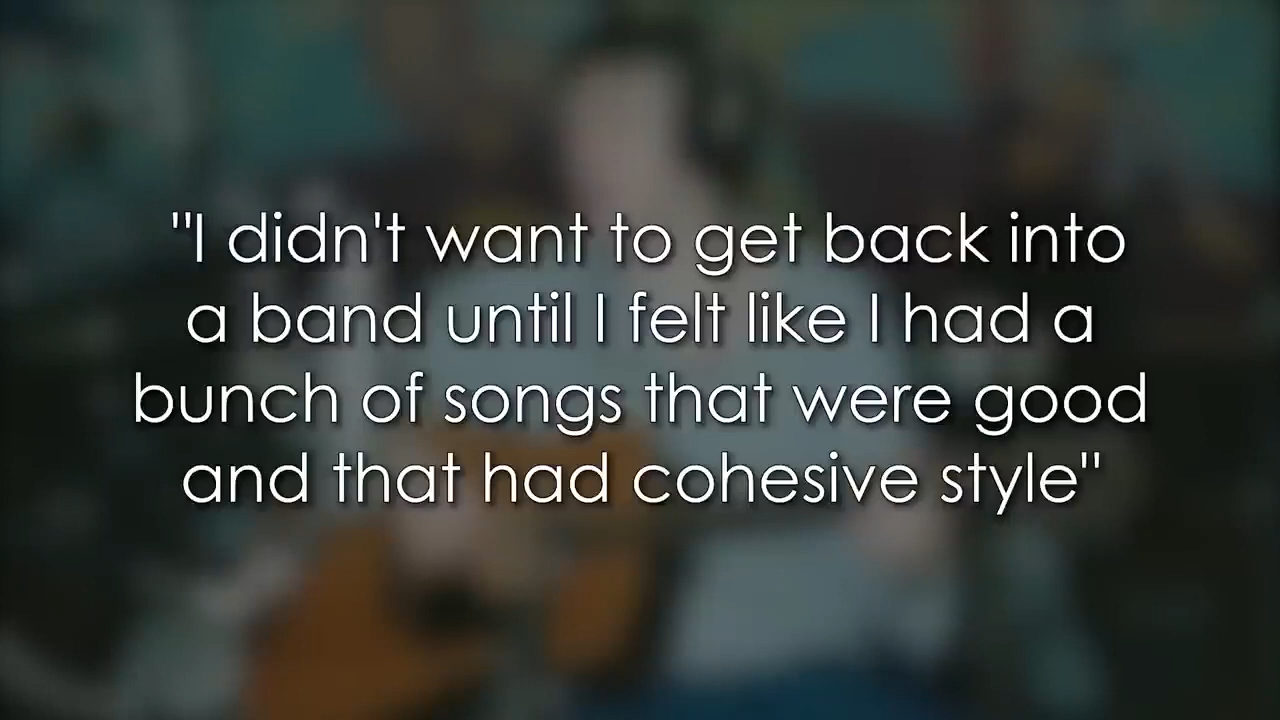 "I didn't want to get back into
a band until I felt like I had a
bunch of songs that were good
and that had cohesive style"